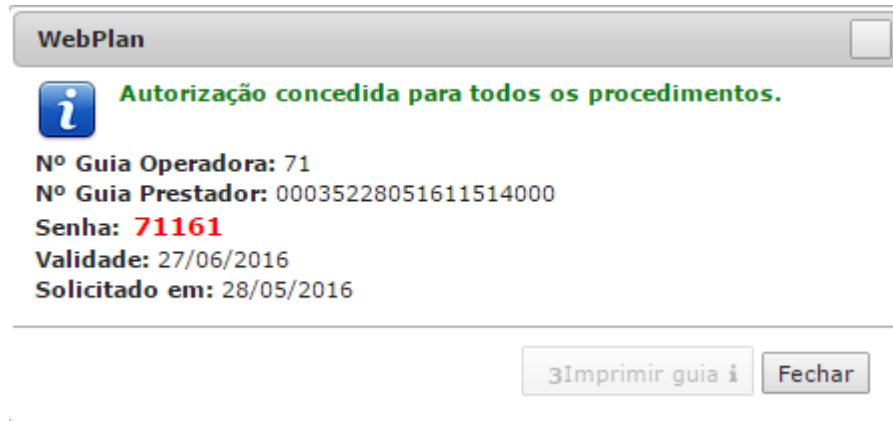 WebPlan
Autorização concedida para todos os procedimentos.
Nº Guia Operadora: 71
Nº Guia Prestador: 00035228051611514000
Senha: 71161
Validade: 27/06/2016
Solicitado em: 28/05/2016
3Imprimir guia i Fechar